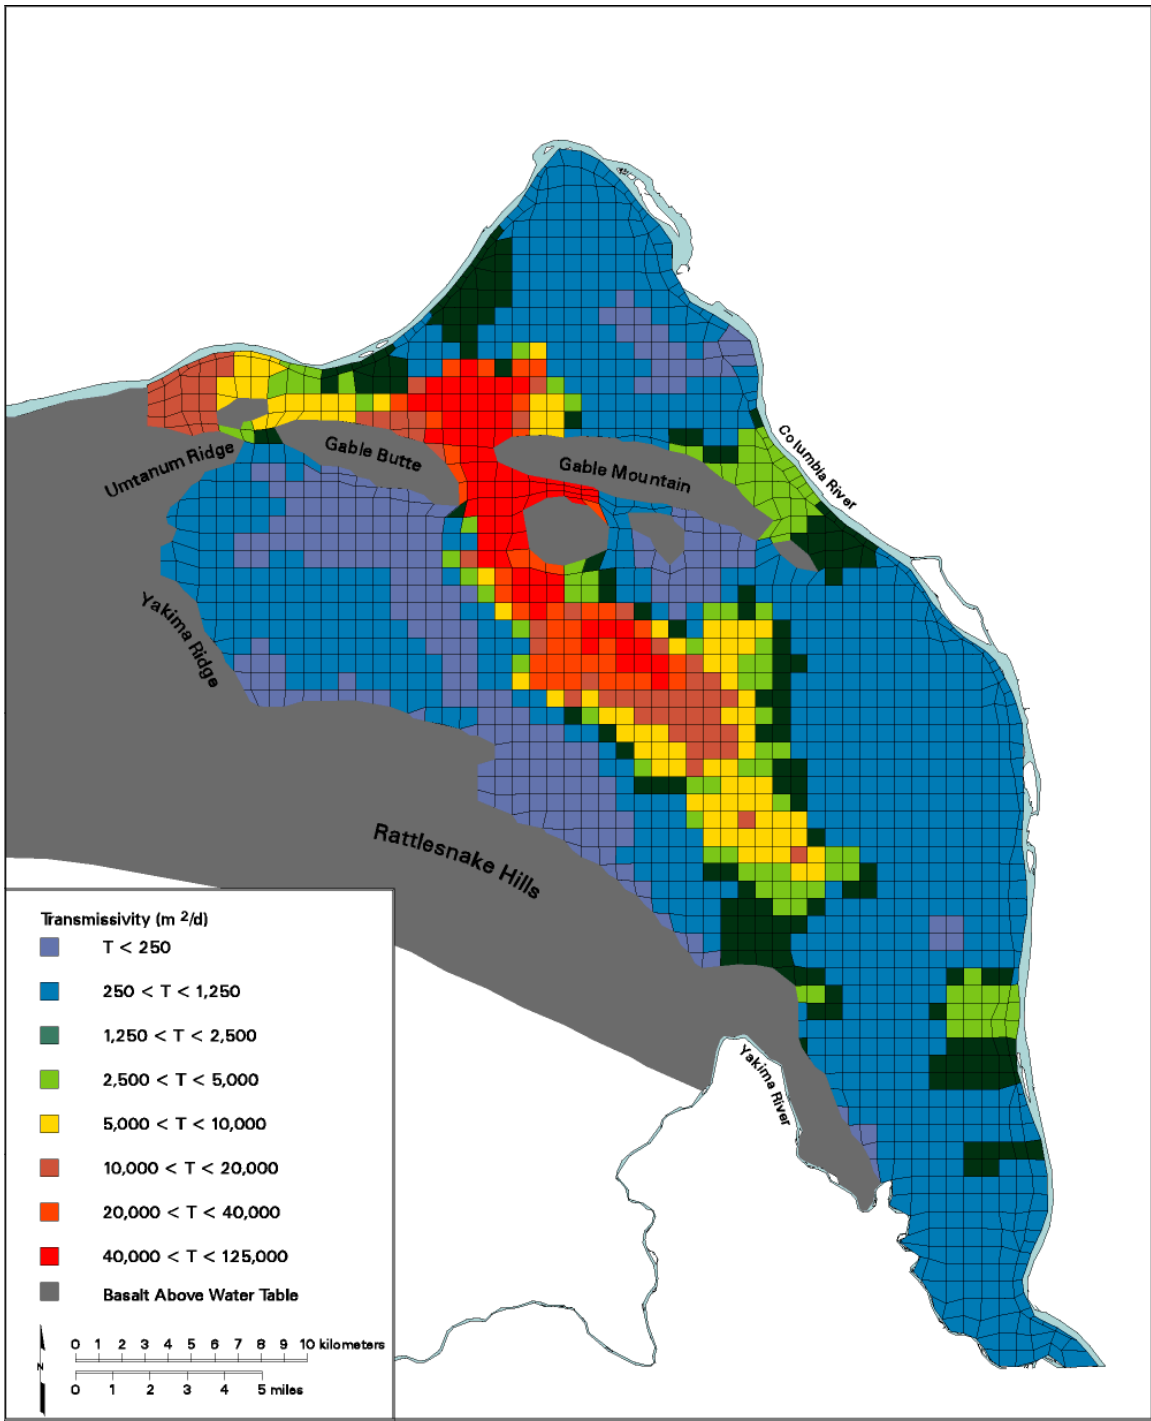 Columbia River
Umtanum Ridge
Gable Butte
Gable Mountain
Yakima Ridge
Rattlesnake Hills
Yakima River
Transmissivity (m ²/d)
T < 250
250 < T < 1,250
1,250 < T < 2,500
2,500 < T < 5,000
5,000 < T < 10,000
10,000 < T < 20,000
20,000 < T < 40,000
40,000 < T < 125,000
Basalt Above Water Table
0 1 2 3 4 5 6 7 8 9 10 kilometers
N
0 1 2 3 4 5 miles